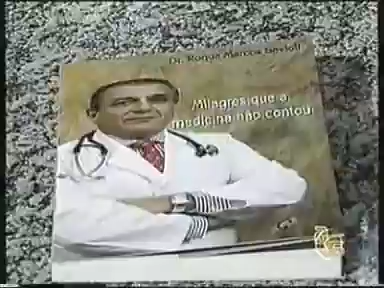 Dr. Roque Marcos Savioli
Milagres que a
medicina não contou